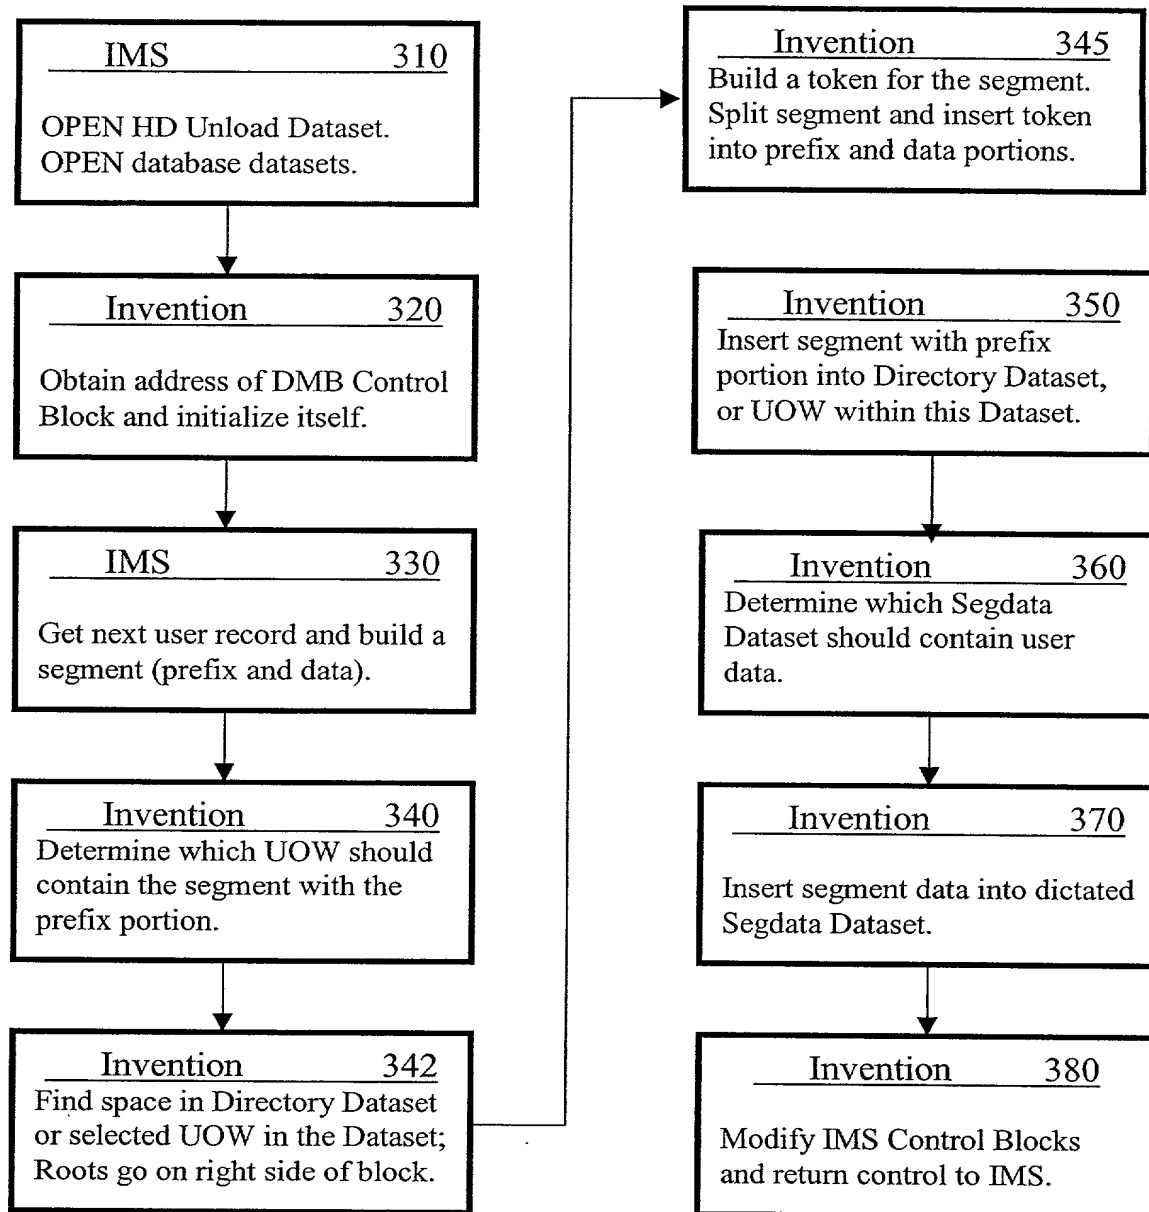 IMS 310
OPEN HD Unload Dataset.
OPEN database datasets.
Invention 320
Obtain address of DMB Control
Block and initialize itself.
IMS 330
Get next user record and build a
segment (prefix and data).
Invention 340
Determine which UOW should
contain the segment with the
prefix portion.
Invention 342
Find space in Directory Dataset
or selected UOW in the Dataset;
Roots go on right side of block.
Invention 345
Build a token for the segment.
Split segment and insert token
into prefix and data portions.
Invention 350
Insert segment with prefix
portion into Directory Dataset,
or UOW within this Dataset.
Invention 360
Determine which Segdata
Dataset should contain user
data.
Invention 370
Insert segment data into dictated
Segdata Dataset.
Invention 380
Modify IMS Control Blocks
and return control to IMS.